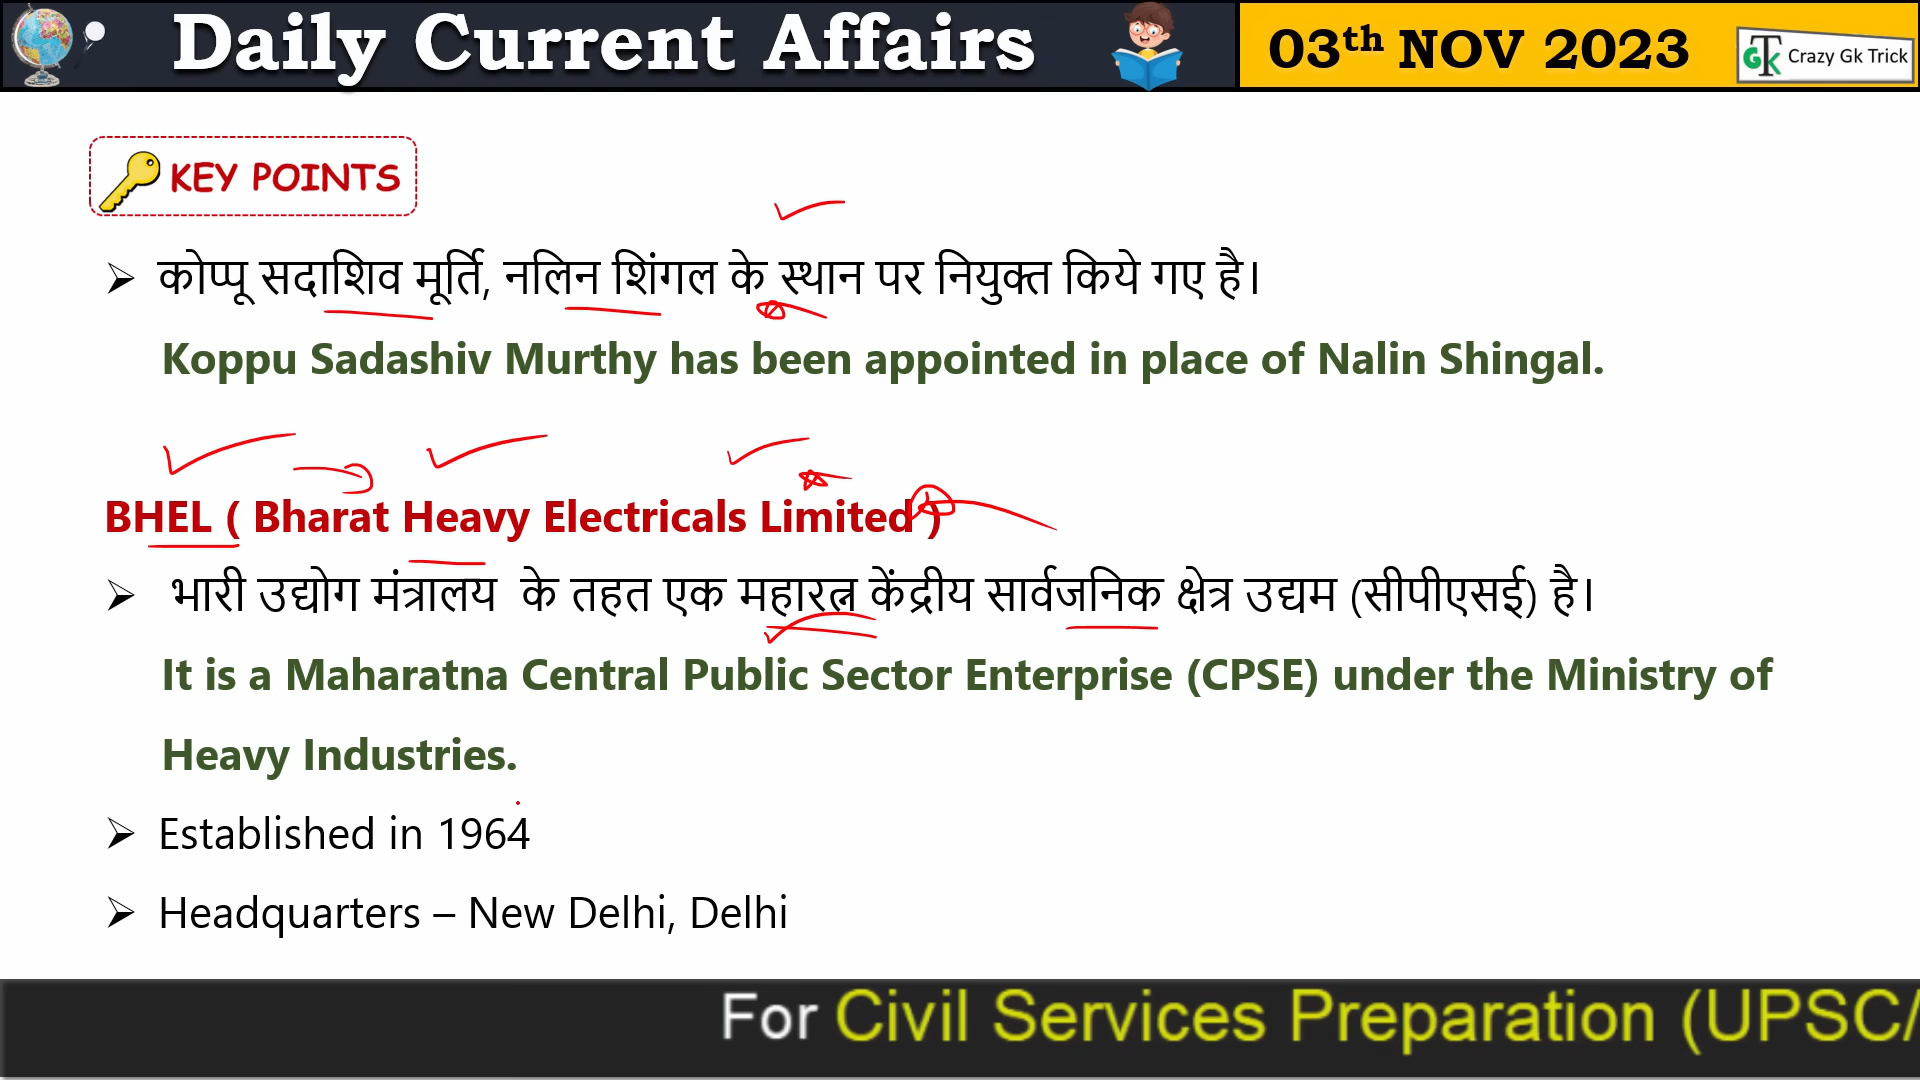 Daily Current Affairs
03th NOV 2023
GTK Crazy Gk Trick
KEY POINTS
➢ कोप्पू सदाशिव मूर्ति, नलिन शिंगल के स्थान पर नियुक्त किये गए है।
Koppu Sadashiv Murthy has been appointed in place of Nalin Shingal.
BHEL ( Bharat Heavy Electricals Limited )
➢ भारी उद्योग मंत्रालय के तहत एक महारत्न केंद्रीय सार्वजनिक क्षेत्र उद्यम (सीपीएसई) है।
It is a Maharatna Central Public Sector Enterprise (CPSE) under the Ministry of
Heavy Industries.
➢ Established in 1964
➢ Headquarters – New Delhi, Delhi
For Civil Services Preparation (UPSC/